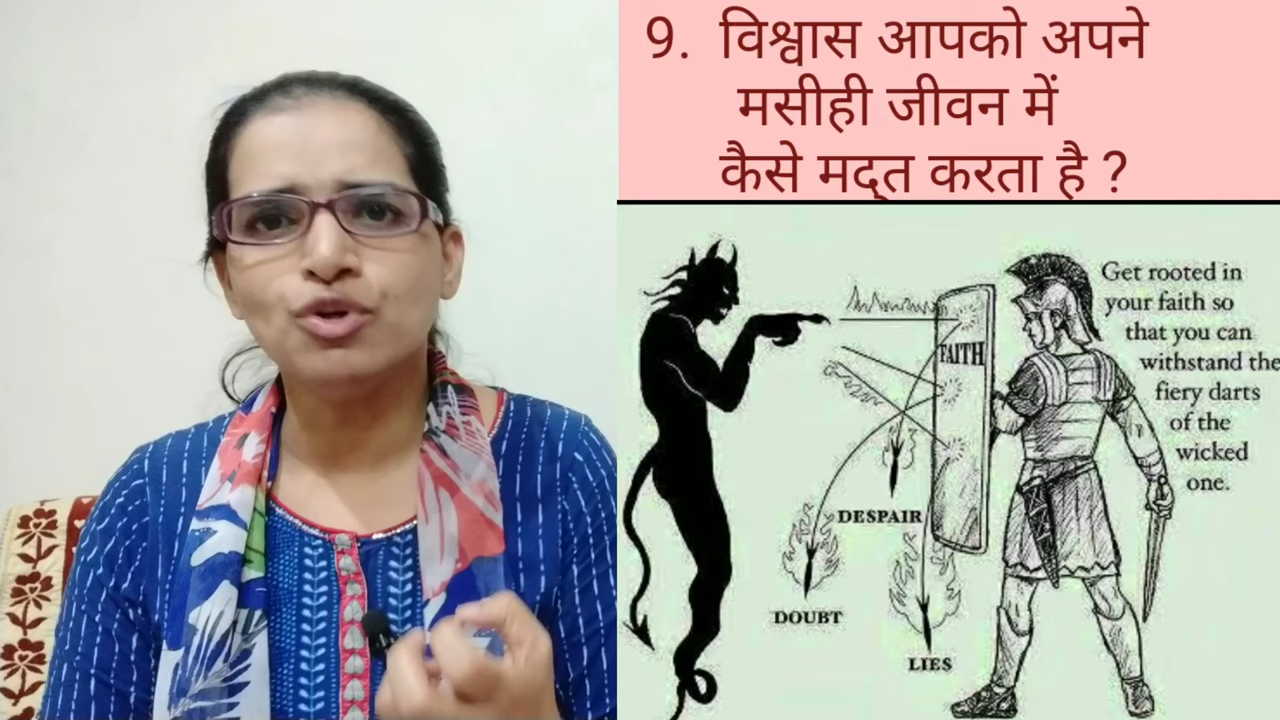 9. विश्वास आपको अपने
मसीही जीवन में
कैसे मद्त करता है ?
Get rooted in
your faith so
that you can
withstand the
fiery darts
of the
wicked
one.
FAITH
DESPAIR
DOUBT
LIES